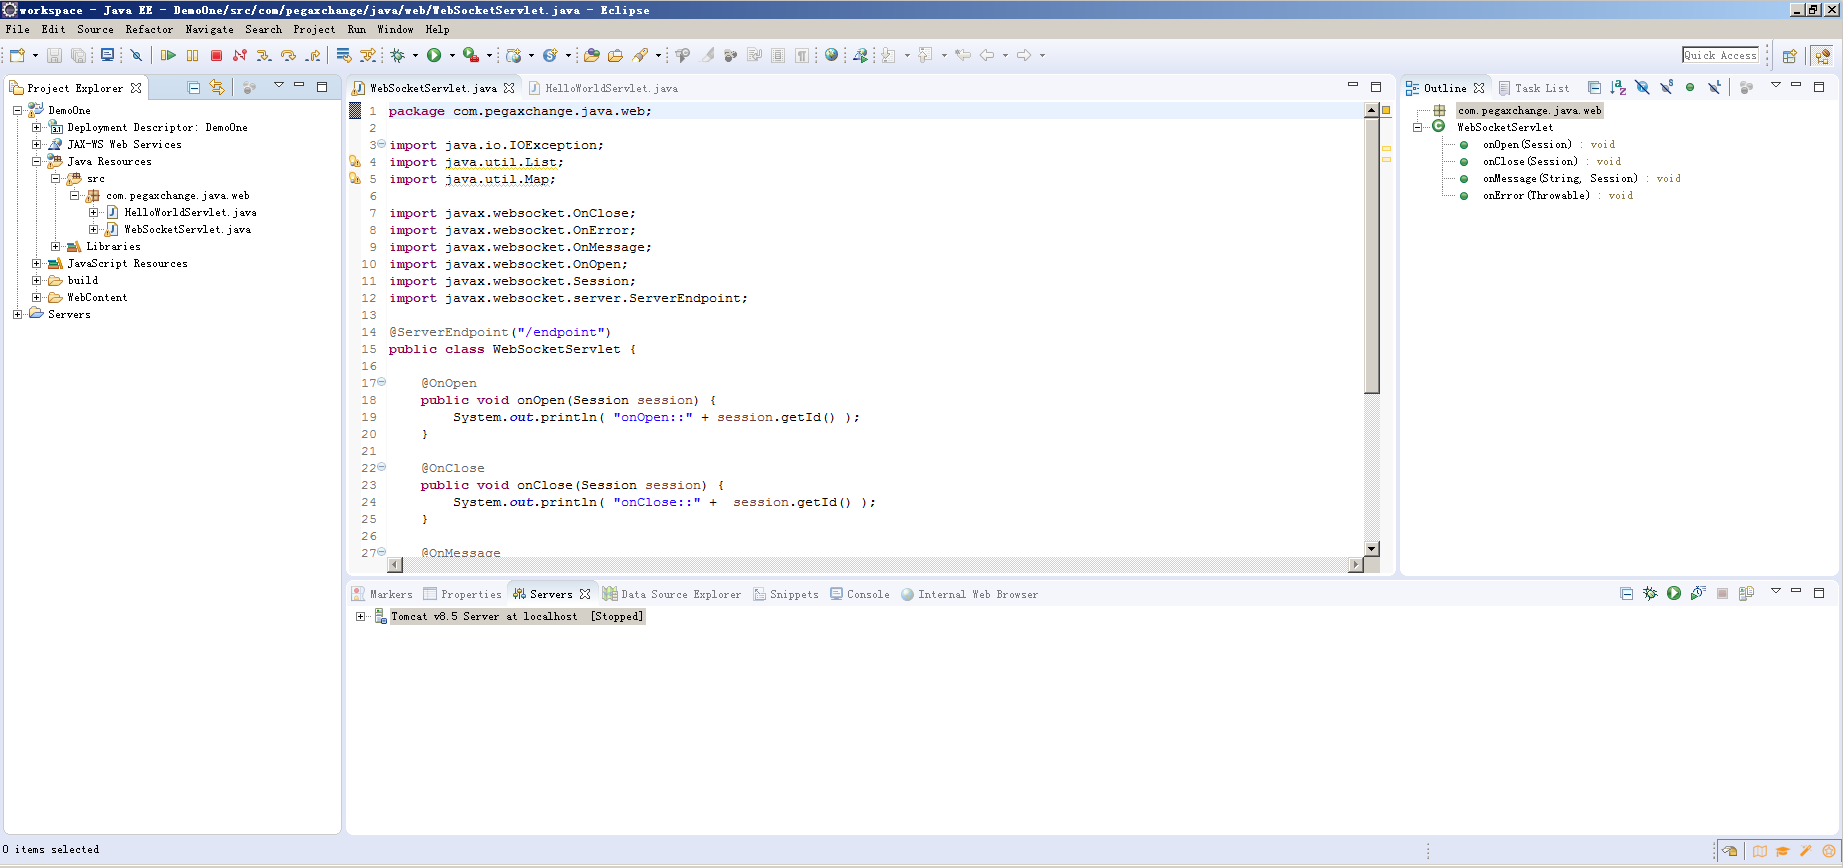 workspace - Java EE - DemoOne/src/com/pegaxchange/java/web/WebSocketServlet.java - Eclipse
File Edit Source Refactor Navigate Search Project Run Window Help
Quick Access
Project Explorer
DemoOne
Deployment Descriptor: DemoOne
JAX-WS Web Services
Java Resources
src
com.pegaxchange.java.web
HelloWorldServlet.java
WebSocketServlet.java
Libraries
JavaScript Resources
build
WebContent
Servers
WebSocketServlet.java HelloWorldServlet.java
1 package com.pegaxchange.java.web;
2
3 import java.io.IOException;
4 import java.util.List;
5 import java.util.Map;
6
7 import javax.websocket.OnClose;
8 import javax.websocket.OnError;
9 import javax.websocket.OnMessage;
10 import javax.websocket.OnOpen;
11 import javax.websocket.Session;
12 import javax.websocket.server.ServerEndpoint;
13
14 @ServerEndpoint("/endpoint")
15 public class WebSocketServlet {
16
17 @OnOpen
18 public void onOpen(Session session) {
19 System.out.println( "onOpen::" + session.getId() );
20 }
21
22 @OnClose
23 public void onClose(Session session) {
24 System.out.println( "onClose::" +  session.getId() );
25 }
26
27 @OnMessage
Outline Task List
com.pegaxchange.java.web
WebSocketServlet
onOpen(Session) : void
onClose(Session) : void
onMessage(String, Session) : void
onError(Throwable) : void
Markers Properties Servers Data Source Explorer Snippets Console Internal Web Browser
Tomcat v8.5 Server at localhost [Stopped]
0 items selected